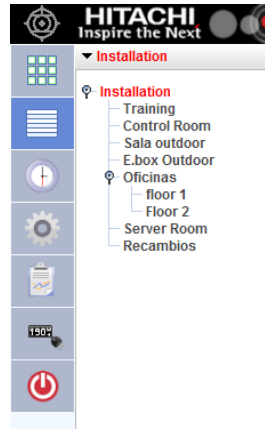 HITACHI
Inspire the Next
Installation
Installation
Training
Control Room
Sala outdoor
E.box Outdoor
Oficinas
floor 1
Floor 2
Server Room
Recambios